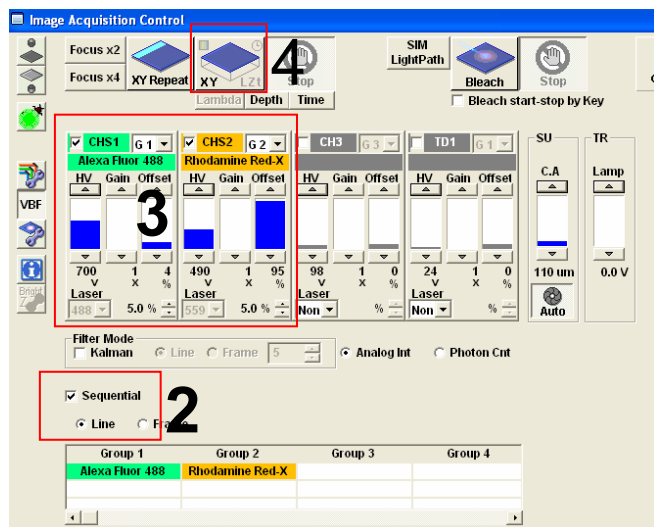 Image Acquisition Control
Focus x2
Focus x4
XY Repeat
XY LZt
4
Stop
SIM
LightPath
Bleach
Stop
Lambda Depth Time
Bleach start-stop by Key
CHS1 G 1
CHS2 G 2
CH3 G 3
TD1 G 1
SU
TR
Alexa Fluor 488
Rhodamine Red-X
HV Gain Offset
HV Gain Offset
HV Gain Offset
HV Gain Offset
C.A
Lamp
3
VBF
700 1 4
490 1 95
98 1 0
24 1 0
110 um
0.0 V
V X %
V X %
V X %
V X %
Laser
Laser
Laser
Laser
488 5.0 %
559 5.0 %
Non %
Non %
Auto
Bright
Z
Filter Mode
Kalman Line Frame 5
Analog Int Photon Cnt
Sequential
2
Line
Group 1 Group 2 Group 3 Group 4
Alexa Fluor 488 Rhodamine Red-X